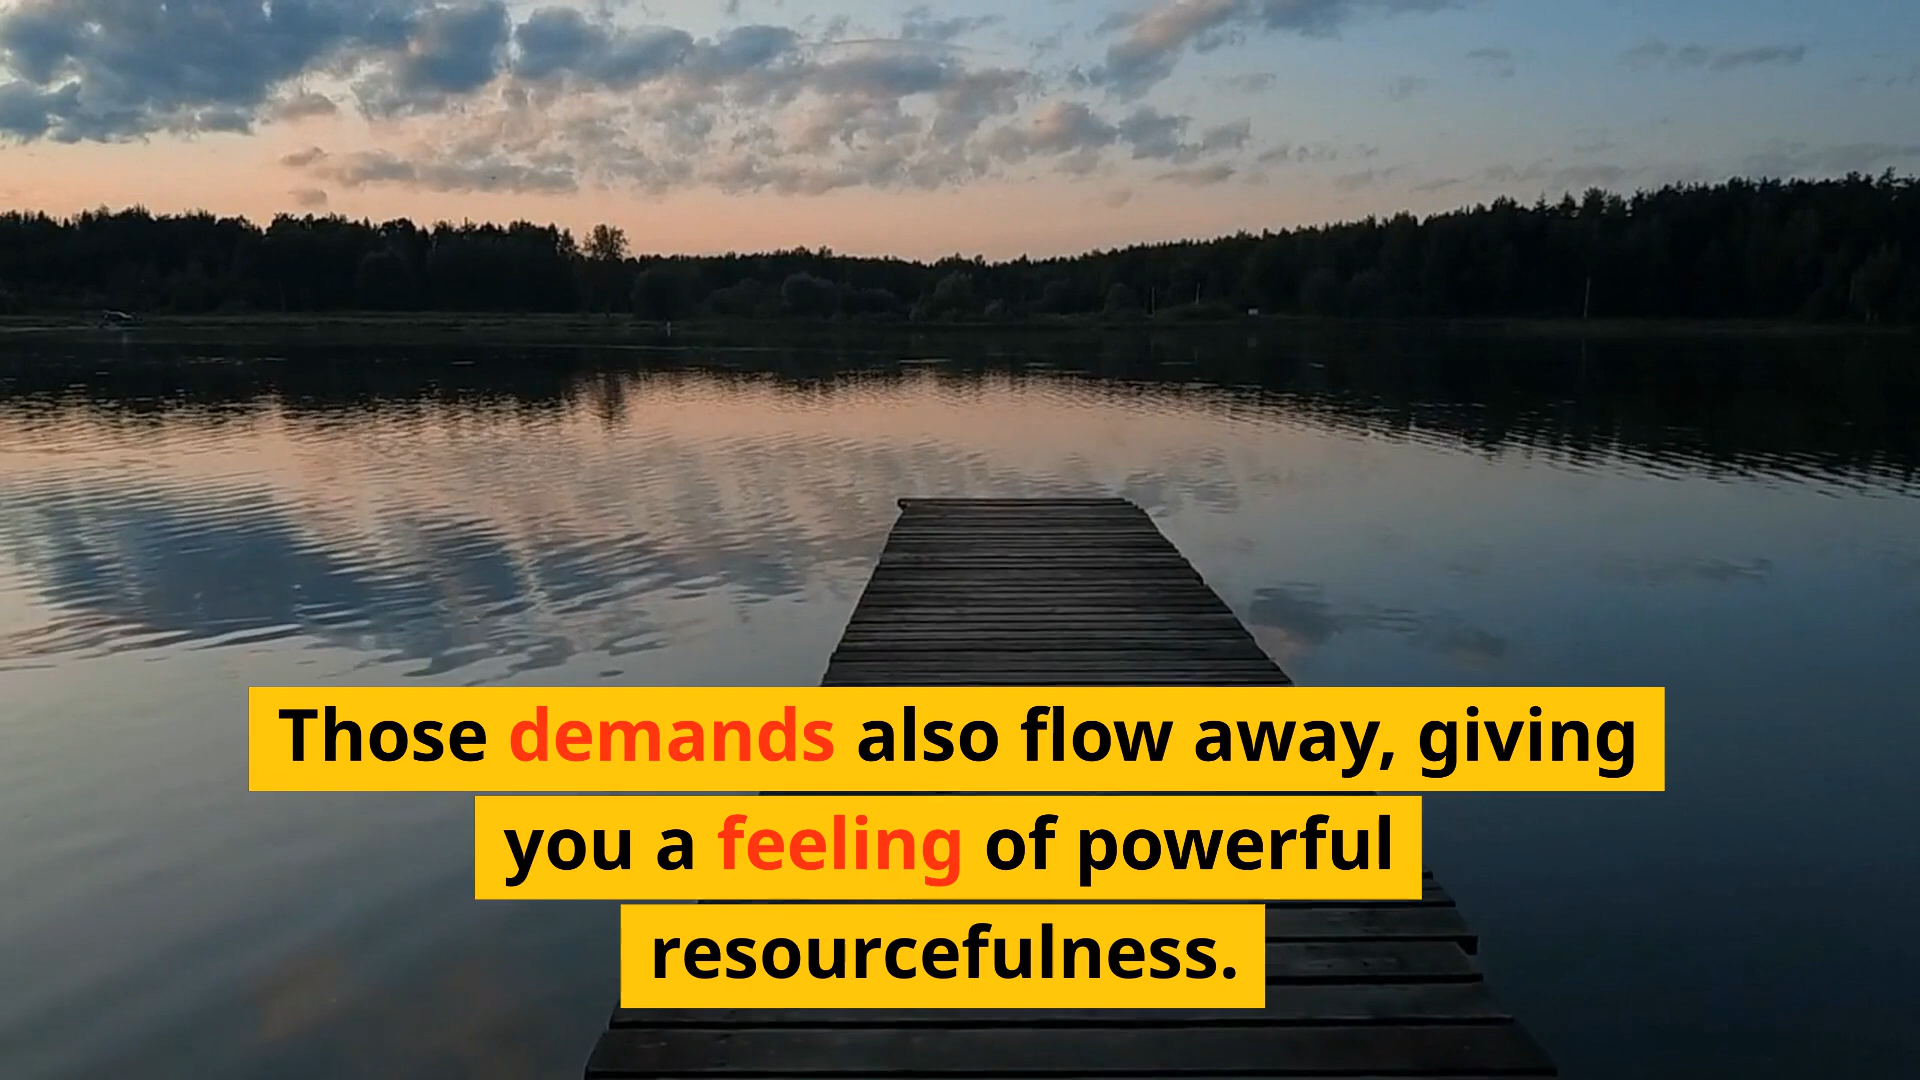 Those demands also flow away, giving
you a feeling of powerful
resourcefulness.